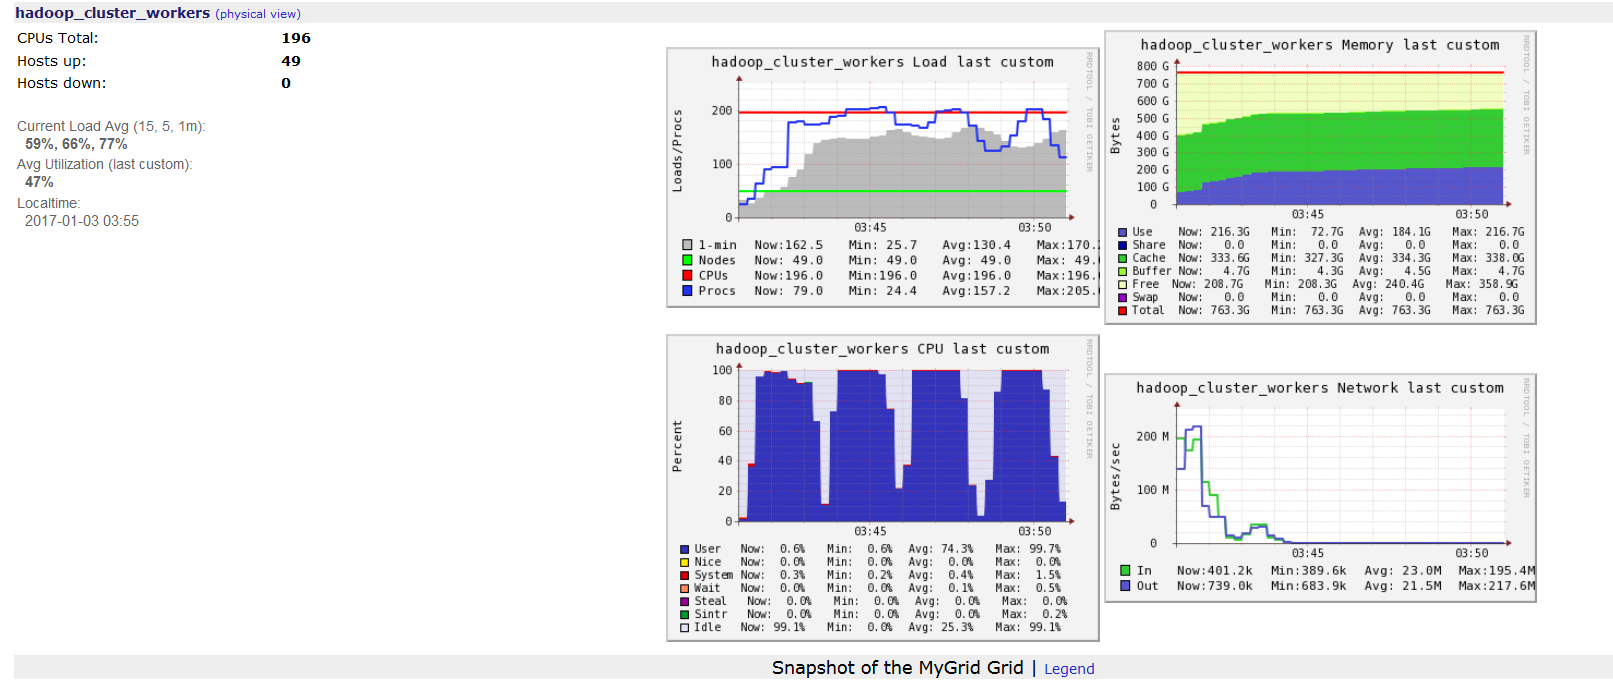 hadoop_cluster_workers (physical view)
CPUs Total: 196
Hosts up: 49
Hosts down: 0
Current Load Avg (15, 5, 1m):
59%, 66%, 77%
Avg Utilization (last custom):
47%
Localtime:
2017-01-03 03:55
hadoop_cluster_workers Load last custom
RRDTOOL / TOBI OETIKER
Loads/Procs
200
100
0
03:45 03:50
1-min Now:162.5 Min: 25.7 Avg:130.4 Max:170.2
Nodes Now: 49.0 Min: 49.0 Avg: 49.0 Max: 49.
CPUs Now:196.0 Min:196.0 Avg:196.0 Max:196.
Procs Now: 79.0 Min: 24.4 Avg:157.2 Max:205.
hadoop_cluster_workers Memory last custom
RRDTOOL / TOBI OETIKER
Bytes
800 G
700 G
600 G
500 G
400 G
300 G
200 G
100 G
0
03:45 03:50
Use Now: 216.3G Min: 72.7G Avg: 184.1G Max: 216.7G
Share Now: 0.0 Min: 0.0 Avg: 0.0 Max: 0.0
Cache Now: 333.6G Min: 327.3G Avg: 334.3G Max: 338.0G
Buffer Now: 4.7G Min: 4.3G Avg: 4.5G Max: 4.7G
Free Now: 208.7G Min: 208.3G Avg: 240.4G Max: 358.9G
Swap Now: 0.0 Min: 0.0 Avg: 0.0 Max: 0.0
Total Now: 763.3G Min: 763.3G Avg: 763.3G Max: 763.3G
hadoop_cluster_workers CPU last custom
RRDTOOL / TOBI OETIKER
Percent
100
80
60
40
20
0
03:45 03:50
User Now: 0.6% Min: 0.6% Avg: 74.3% Max: 99.7%
Nice Now: 0.0% Min: 0.0% Avg: 0.0% Max: 0.0%
System Now: 0.3% Min: 0.2% Avg: 0.4% Max: 1.5%
Wait Now: 0.0% Min: 0.0% Avg: 0.1% Max: 0.5%
Steal Now: 0.0% Min: 0.0% Avg: 0.0% Max: 0.0%
Sintr Now: 0.0% Min: 0.0% Avg: 0.0% Max: 0.2%
Idle Now: 99.1% Min: 0.0% Avg: 25.3% Max: 99.1%
hadoop_cluster_workers Network last custom
RRDTOOL / TOBI OETIKER
Bytes/sec
200 M
100 M
0
03:45 03:50
In Now:401.2k Min:389.6k Avg: 23.0M Max:195.4M
Out Now:739.0k Min:683.9k Avg: 21.5M Max:217.6M
Snapshot of the MyGrid Grid | Legend